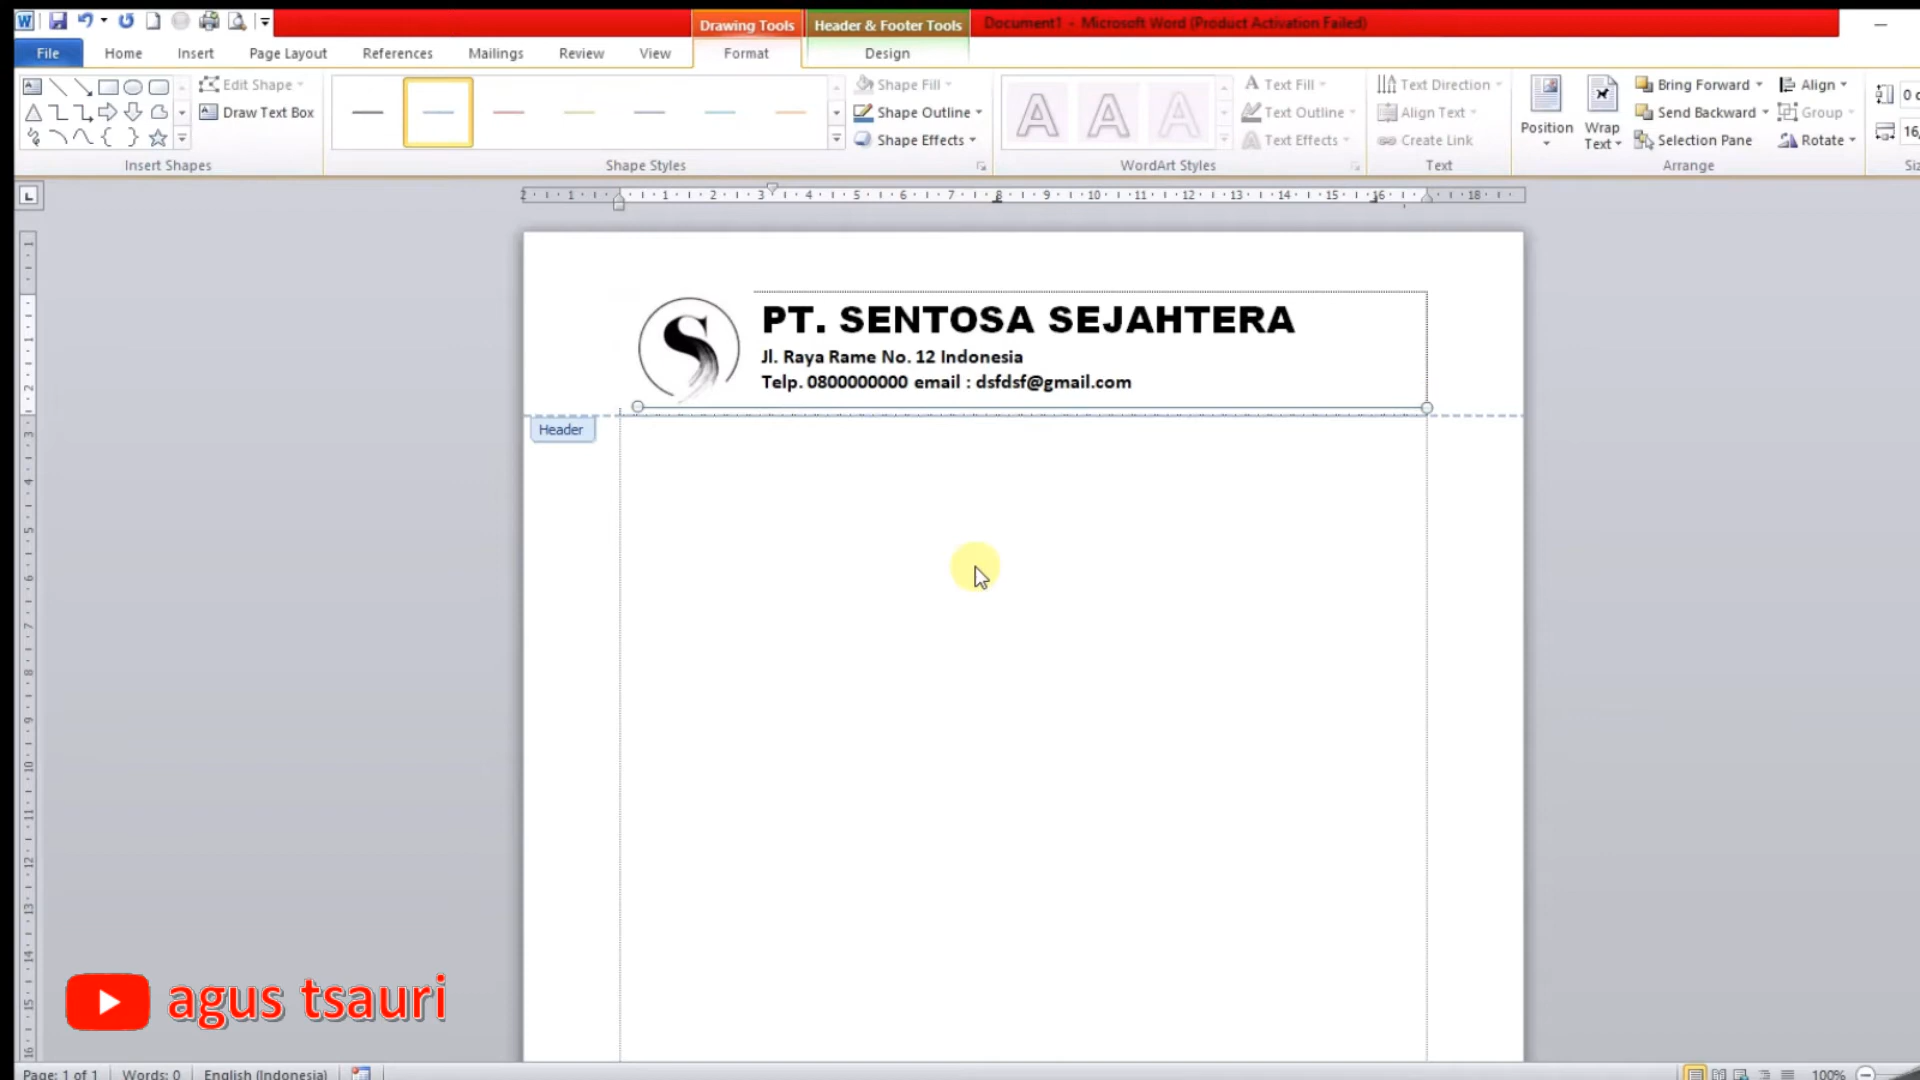 Drawing Tools
Header & Footer Tools
Document1 - Microsoft Word (Product Activation Failed)
File
Home
Insert
Page Layout
References
Mailings
Review
View
Format
Design
Edit Shape
Draw Text Box
Insert Shapes
Shape Fill
Shape Outline
Shape Effects
Shape Styles
Text Fill
Text Outline
Text Effects
WordArt Styles
Text Direction
Align Text
Create Link
Text
Position
Wrap Text
Bring Forward
Send Backward
Selection Pane
Align
Group
Rotate
Arrange
PT. SENTOSA SEJAHTERA
Jl. Raya Rame No. 12 Indonesia
Telp. 0800000000 email : dsfdsf@gmail.com
Header
agus tsauri
Page: 1 of 1
Words: 0
English (Indonesia)
100%